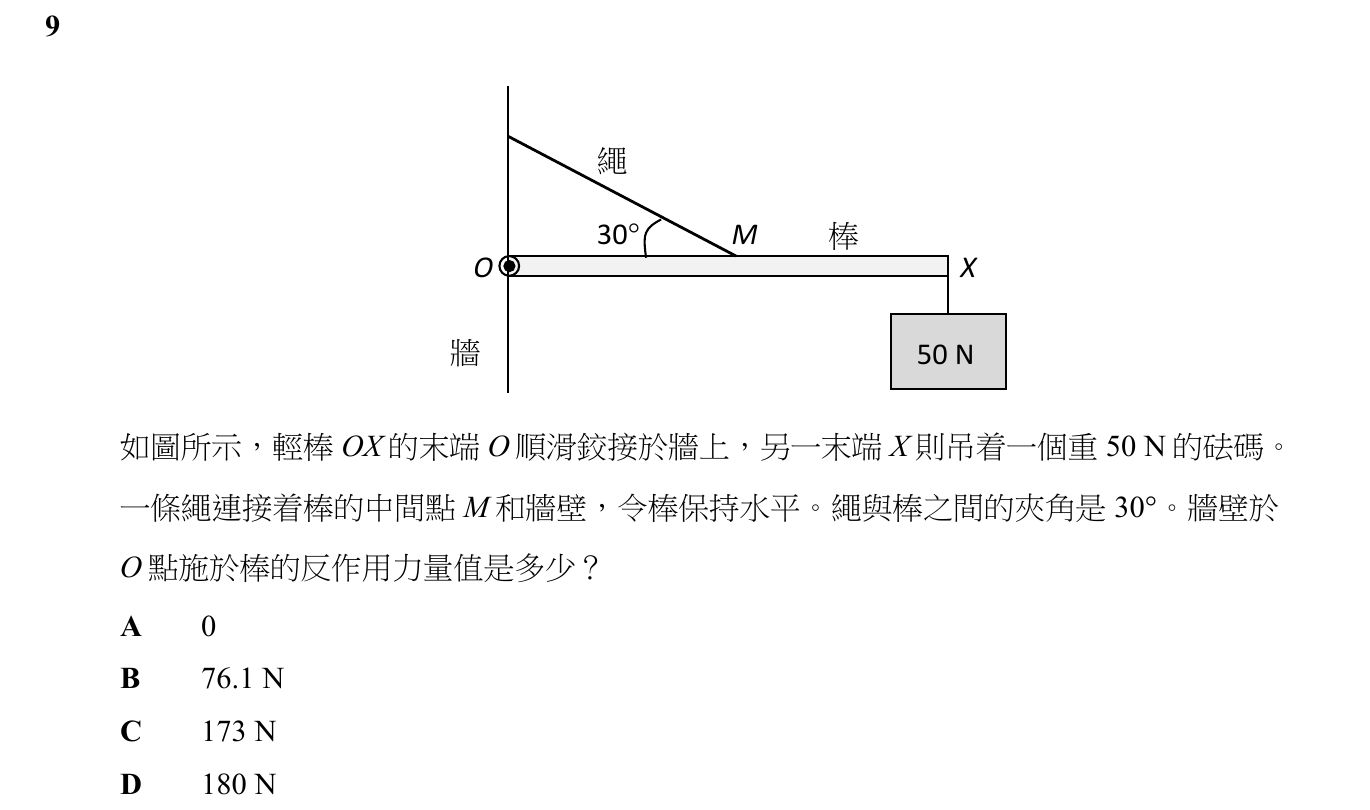 9
繩
30°
M
棒
O
X
牆
50 N
如圖所示，輕棒 OX 的末端 O 順滑鉸接於牆上，另一末端 X 則吊着一個重 50 N 的砝碼。
一條繩連接着棒的中間點 M 和牆壁，令棒保持水平。繩與棒之間的夾角是 30°。牆壁於
O 點施於棒的反作用力量值是多少？
A 0
B 76.1 N
C 173 N
D 180 N